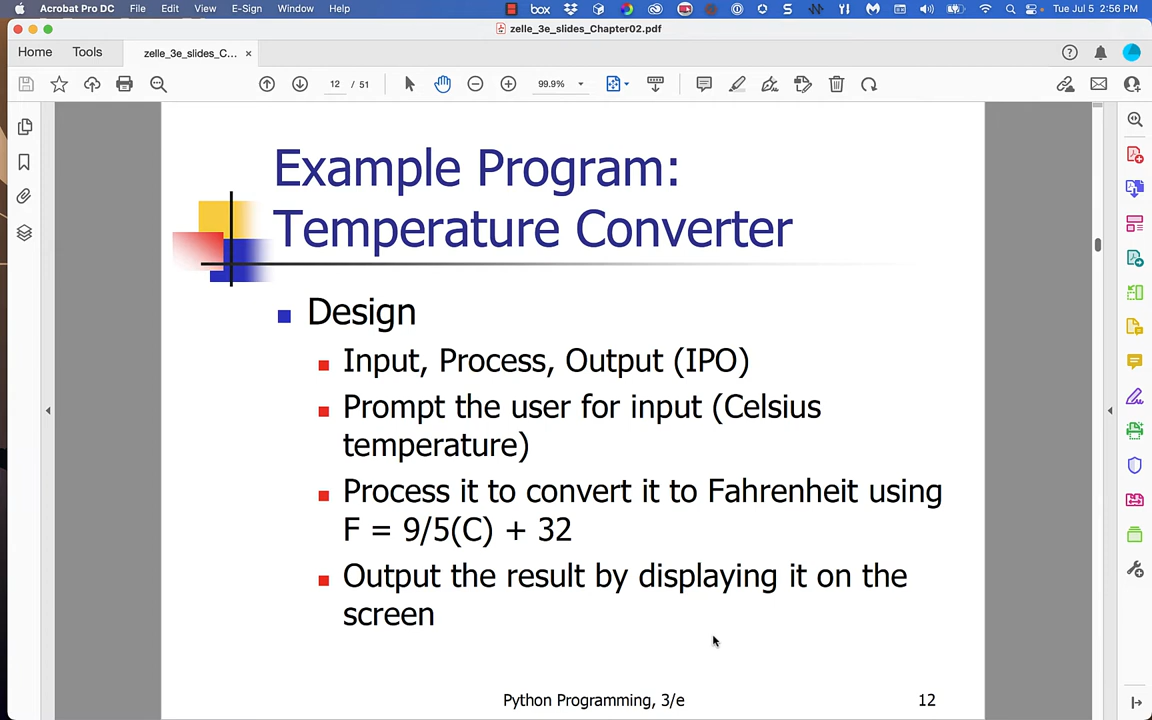 Acrobat Pro DC File Edit View E-Sign Window Help box Tue Jul 5 2:56 PM
zelle_3e_slides_Chapter02.pdf
Home Tools zelle_3e_slides_C... ×
12 / 51 99.9%
Example Program:
Temperature Converter
Design
Input, Process, Output (IPO)
Prompt the user for input (Celsius
temperature)
Process it to convert it to Fahrenheit using
F = 9/5(C) + 32
Output the result by displaying it on the
screen
Python Programming, 3/e 12